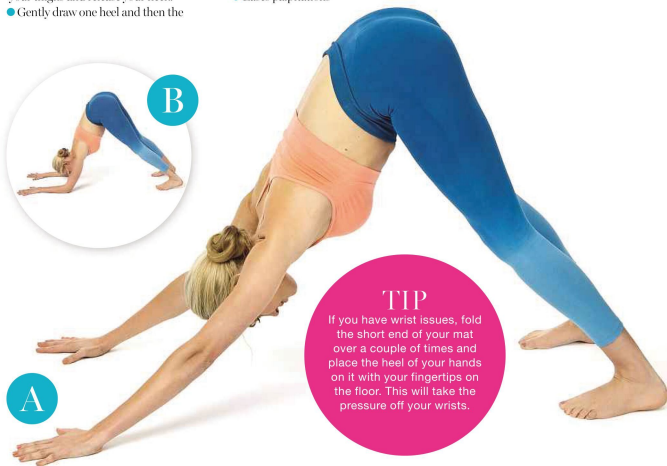 ● Gently draw one heel and then the
B
A
TIP
If you have wrist issues, fold
the short end of your mat
over a couple of times and
place the heel of your hands
on it with your fingertips on
the floor. This will take the
pressure off your wrists.